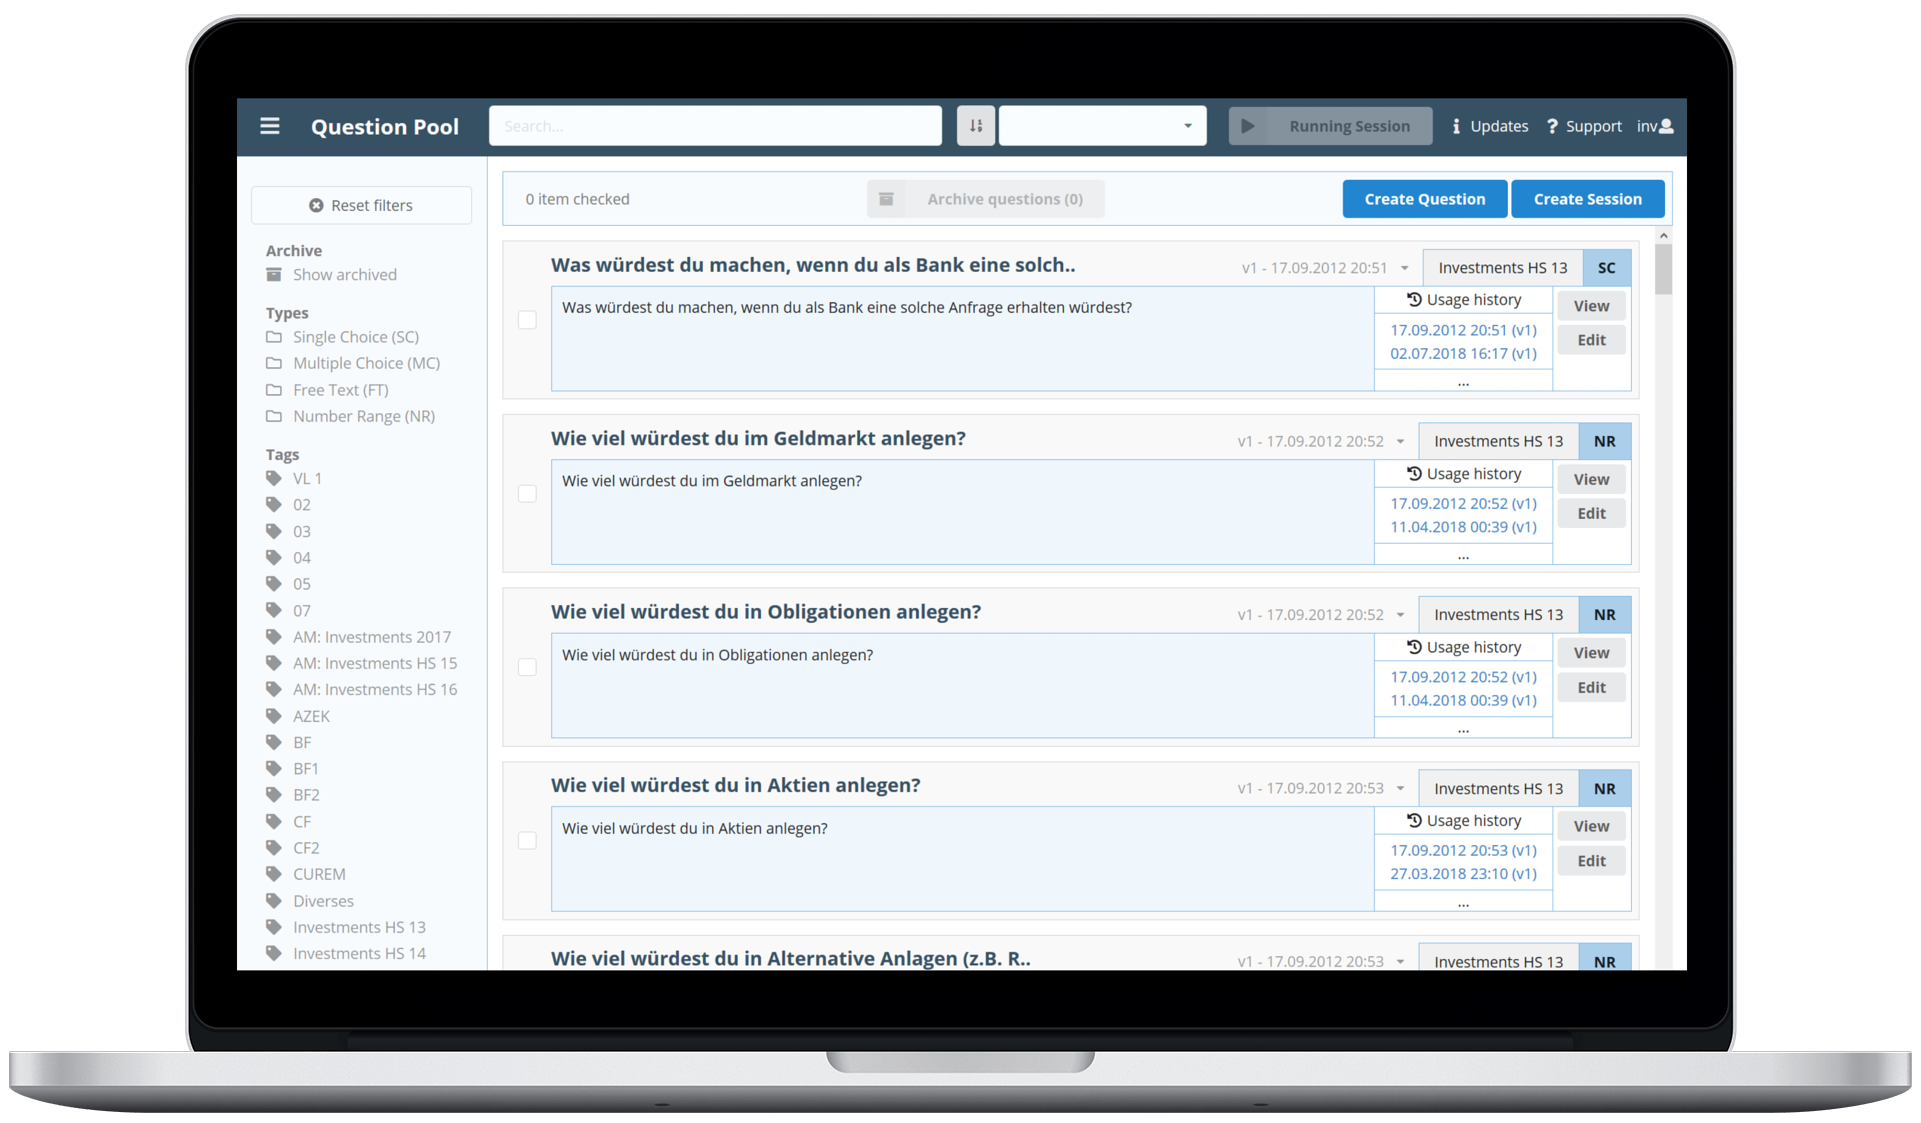 Question Pool
Search...
Running Session
Updates
Support
inv
Reset filters
Archive
Show archived
Types
Single Choice (SC)
Multiple Choice (MC)
Free Text (FT)
Number Range (NR)
Tags
VL 1
02
03
04
05
07
AM: Investments 2017
AM: Investments HS 15
AM: Investments HS 16
AZEK
BF
BF1
BF2
CF
CF2
CUREM
Diverses
Investments HS 13
Investments HS 14
0 item checked
Archive questions (0)
Create Question
Create Session
Was würdest du machen, wenn du als Bank eine solch..
v1 - 17.09.2012 20:51
Investments HS 13
SC
Was würdest du machen, wenn du als Bank eine solche Anfrage erhalten würdest?
Usage history
17.09.2012 20:51 (v1)
02.07.2018 16:17 (v1)
...
View
Edit
Wie viel würdest du im Geldmarkt anlegen?
v1 - 17.09.2012 20:52
Investments HS 13
NR
Wie viel würdest du im Geldmarkt anlegen?
Usage history
17.09.2012 20:52 (v1)
11.04.2018 00:39 (v1)
...
View
Edit
Wie viel würdest du in Obligationen anlegen?
v1 - 17.09.2012 20:52
Investments HS 13
NR
Wie viel würdest du in Obligationen anlegen?
Usage history
17.09.2012 20:52 (v1)
11.04.2018 00:39 (v1)
...
View
Edit
Wie viel würdest du in Aktien anlegen?
v1 - 17.09.2012 20:53
Investments HS 13
NR
Wie viel würdest du in Aktien anlegen?
Usage history
17.09.2012 20:53 (v1)
27.03.2018 23:10 (v1)
...
View
Edit
Wie viel würdest du in Alternative Anlagen (z.B. R..
v1 - 17.09.2012 20:53
Investments HS 13
NR